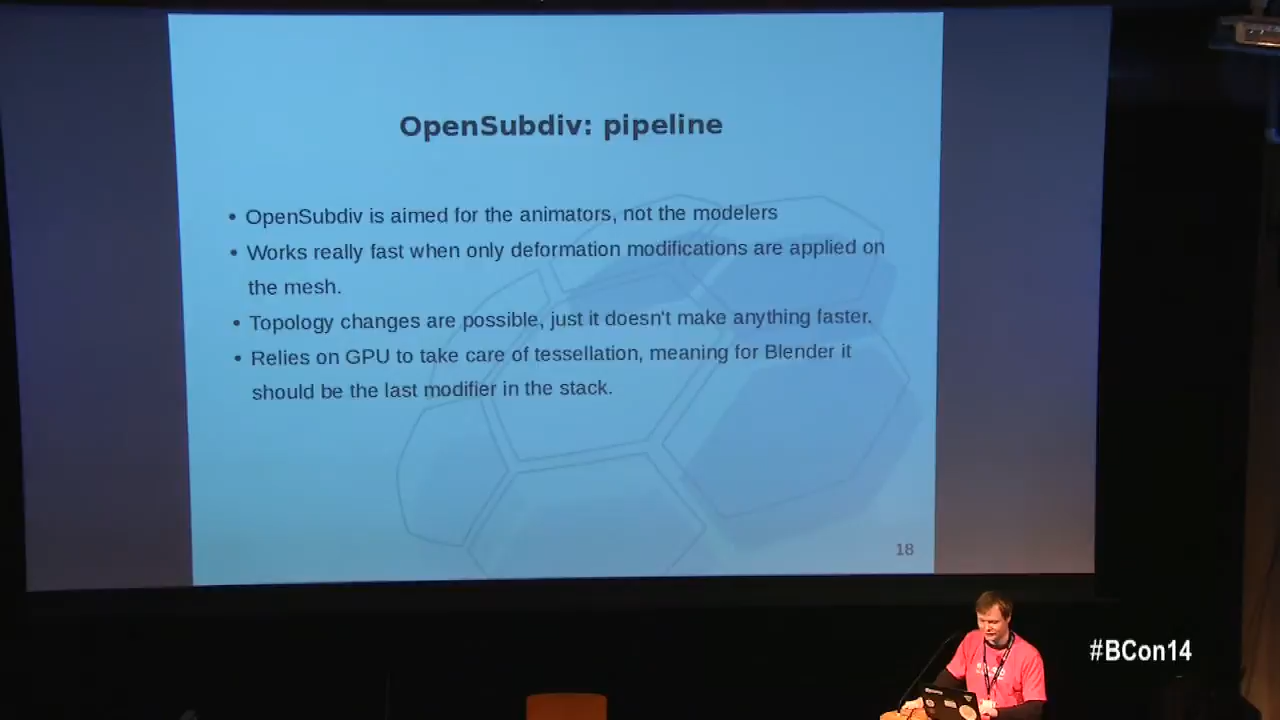 OpenSubdiv: pipeline
• OpenSubdiv is aimed for the animators, not the modelers
• Works really fast when only deformation modifications are applied on
the mesh.
• Topology changes are possible, just it doesn't make anything faster.
• Relies on GPU to take care of tessellation, meaning for Blender it
should be the last modifier in the stack.
18
#BCon14